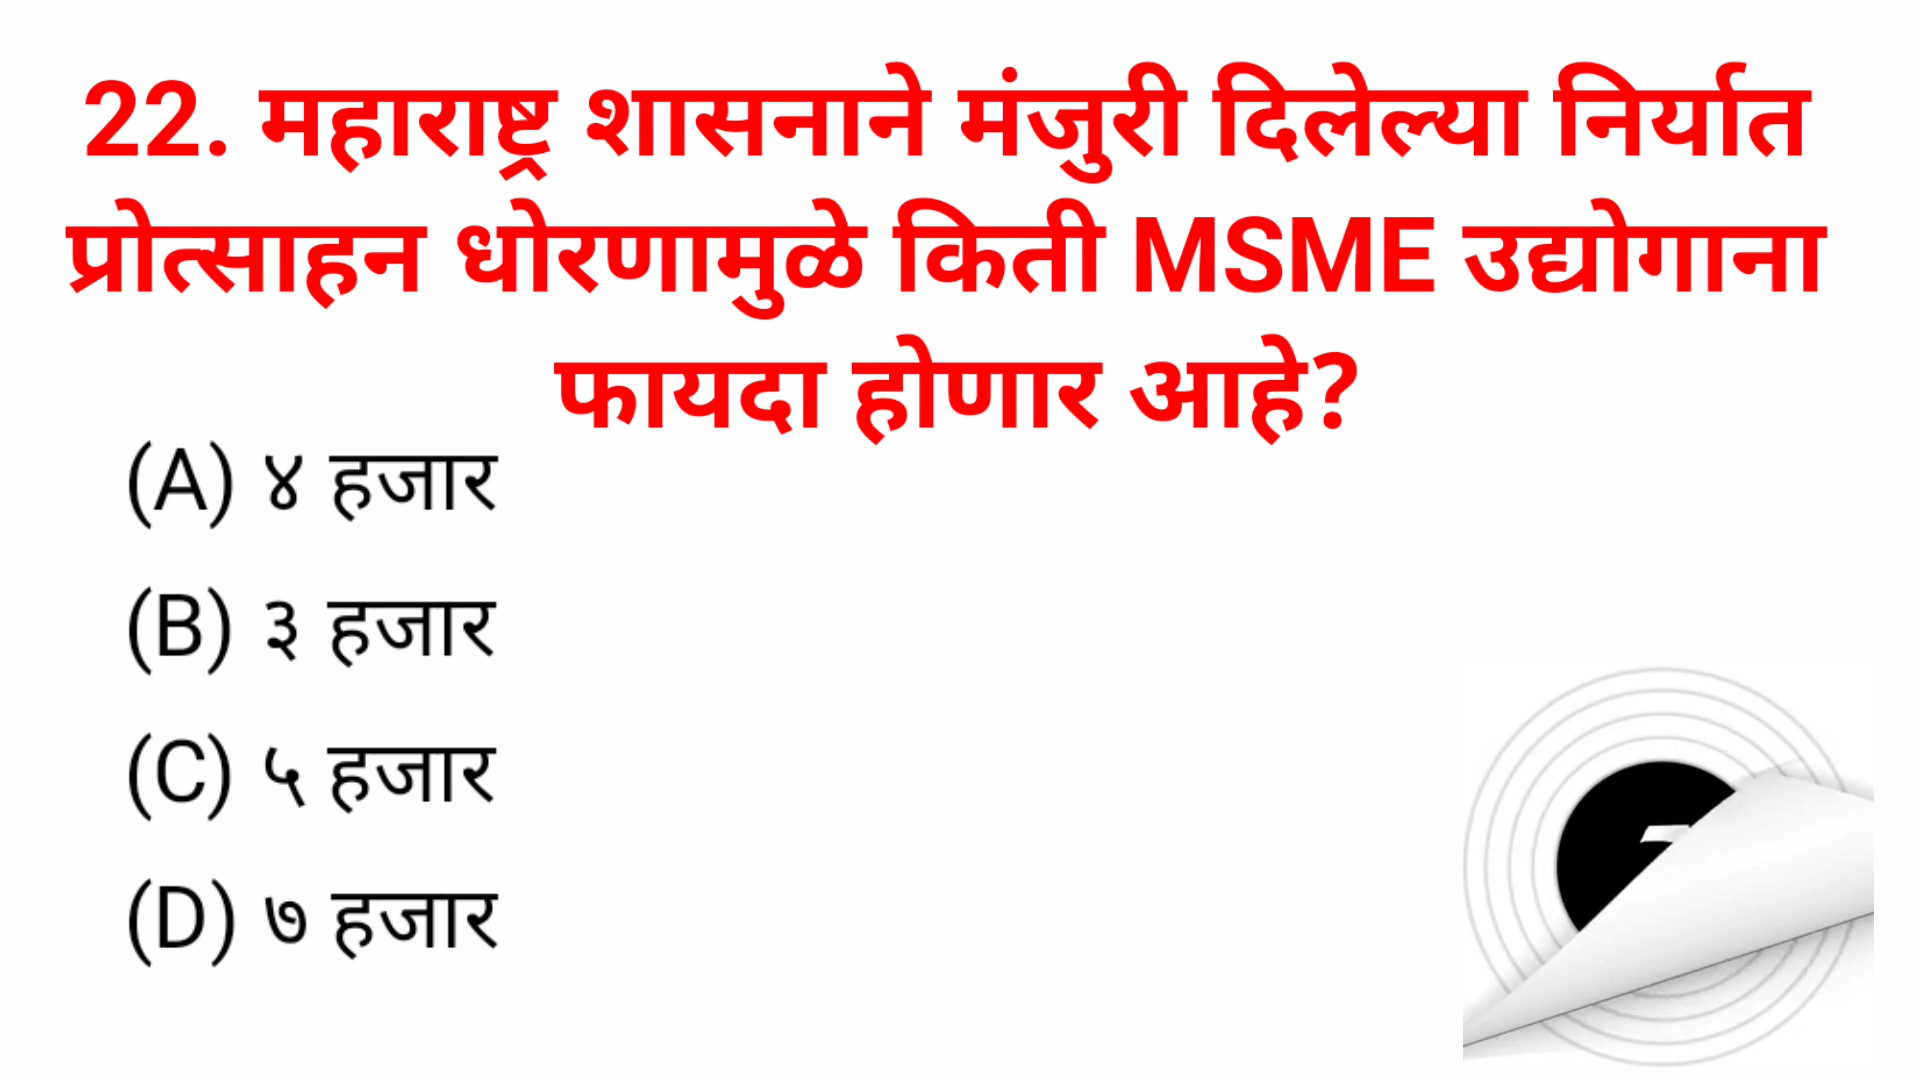 22. महाराष्ट्र शासनाने मंजुरी दिलेल्या निर्यात
प्रोत्साहन धोरणामुळे किती MSME उद्योगाना
फायदा होणार आहे?
(A) ४ हजार
(B) ३ हजार
(C) ५ हजार
(D) ७ हजार